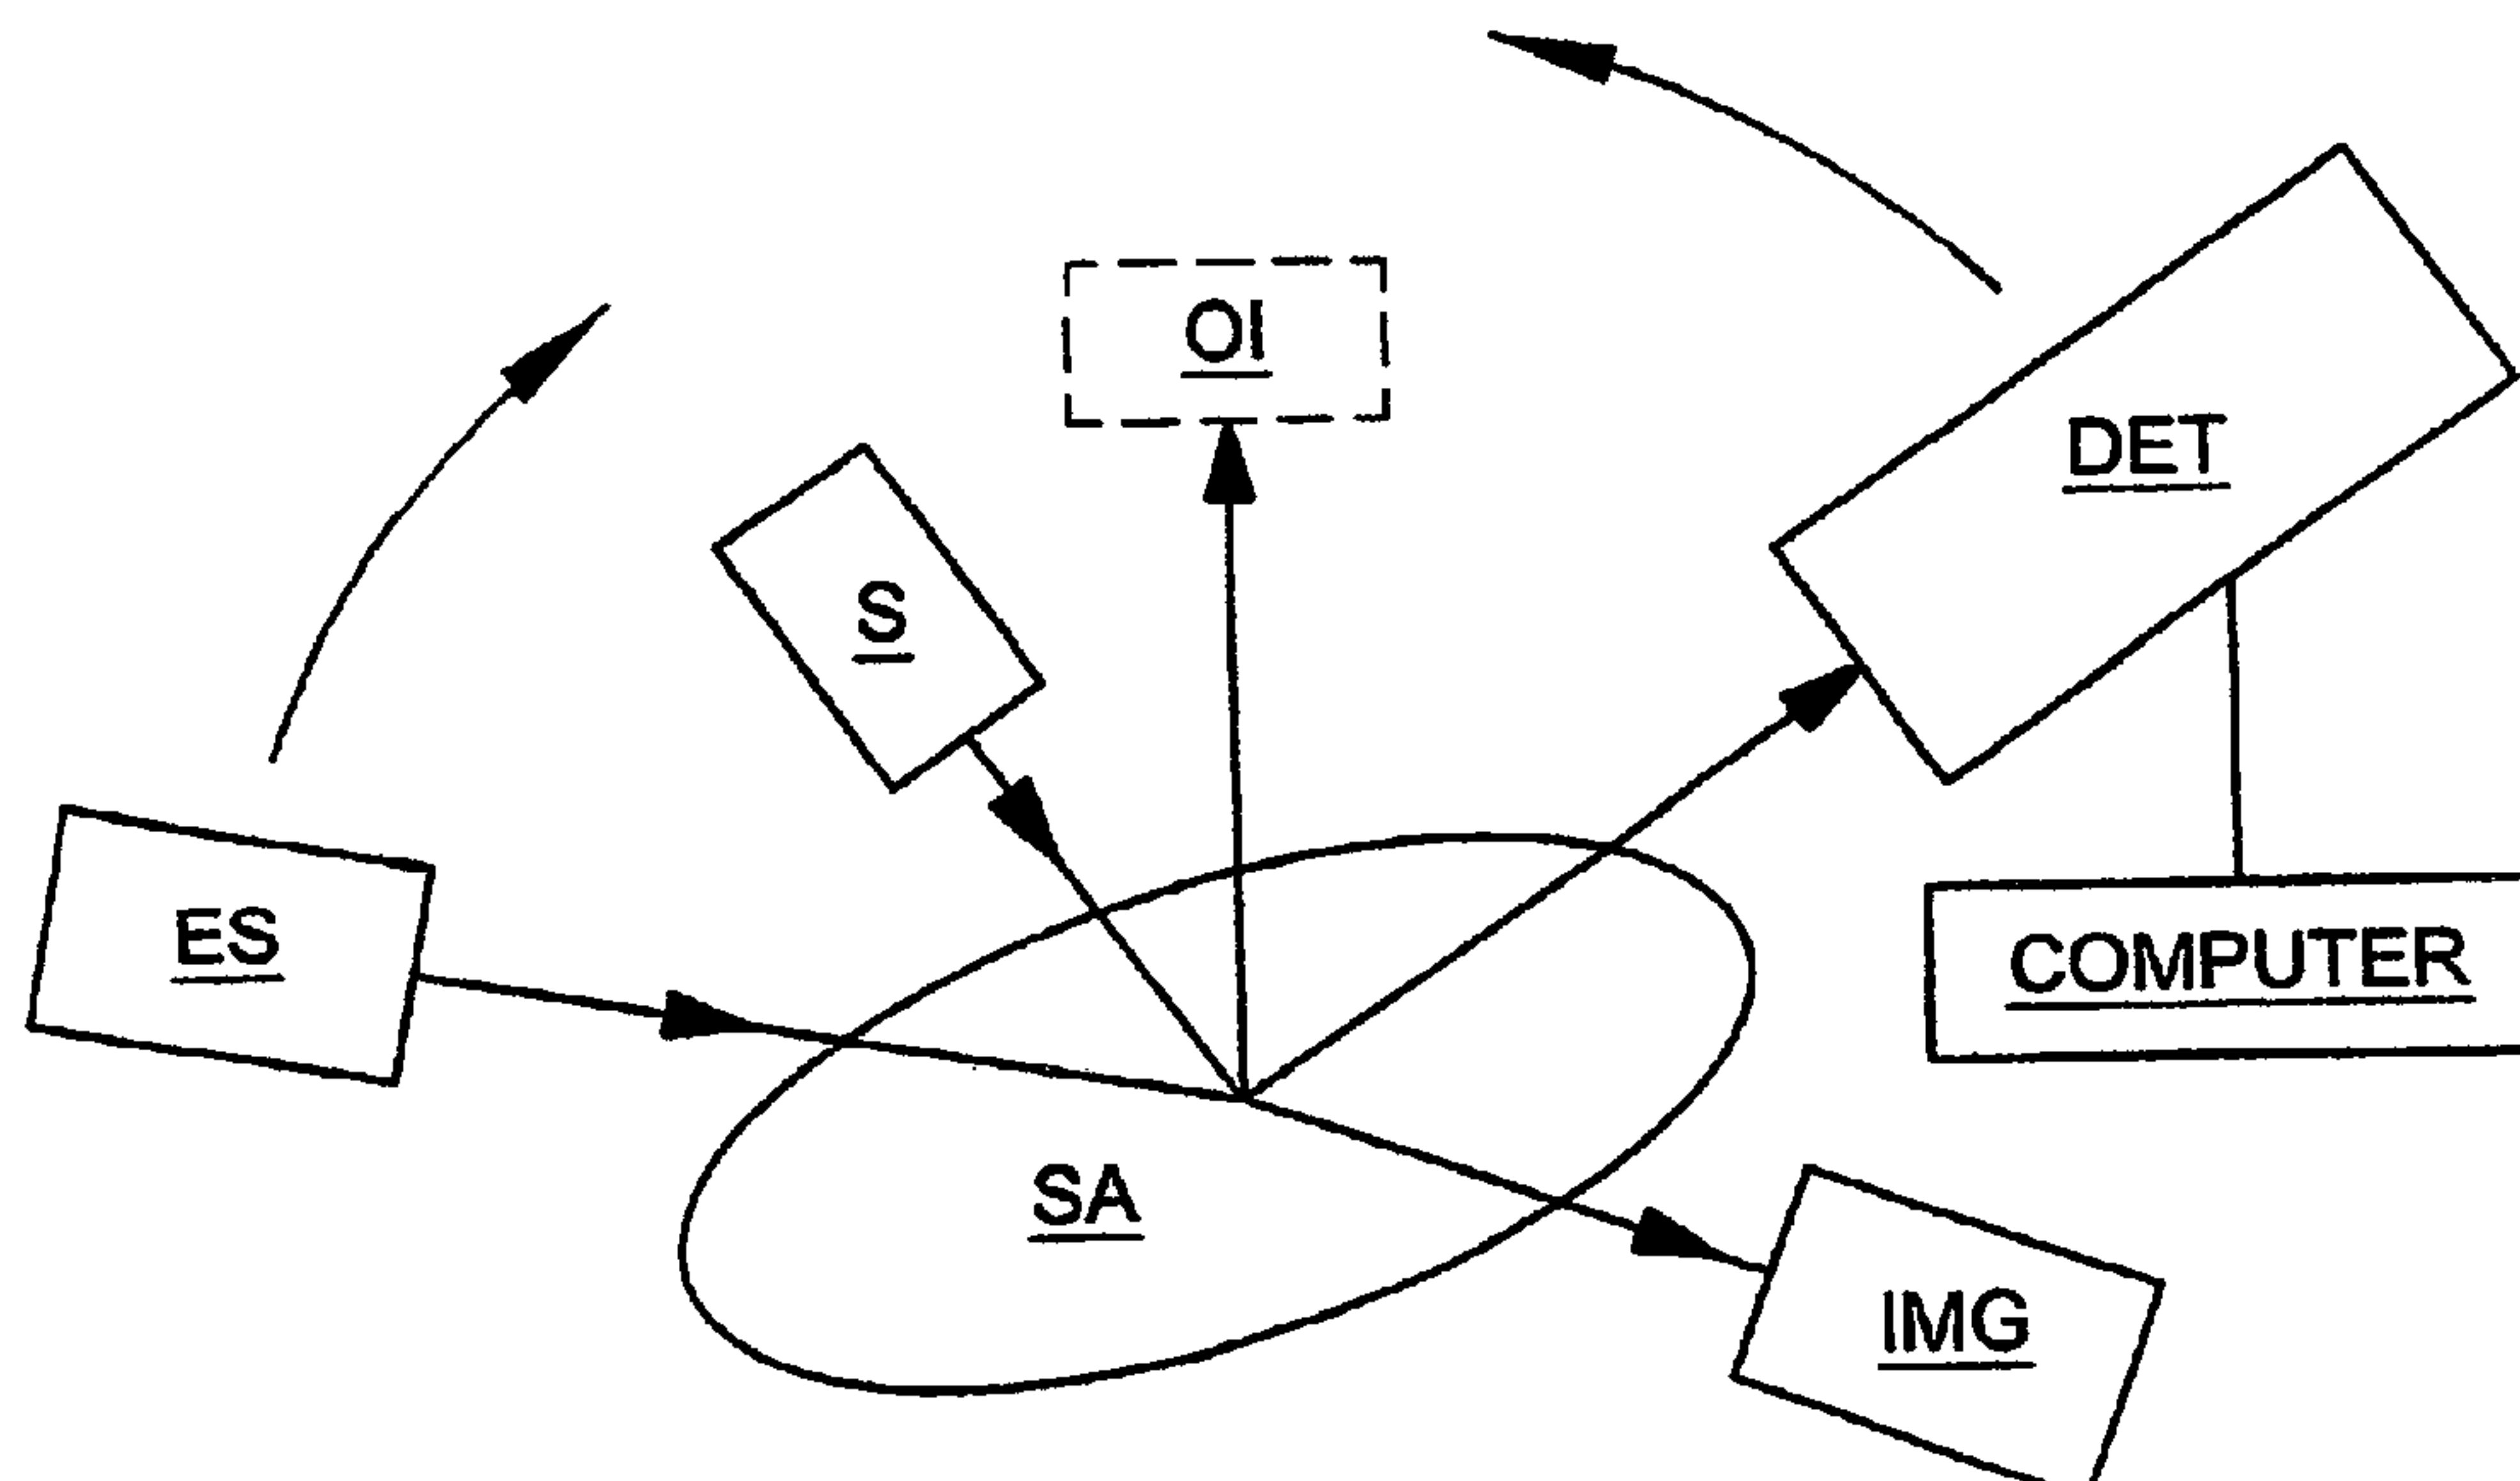 OI
DET
S
ES
COMPUTER
SA
IMG